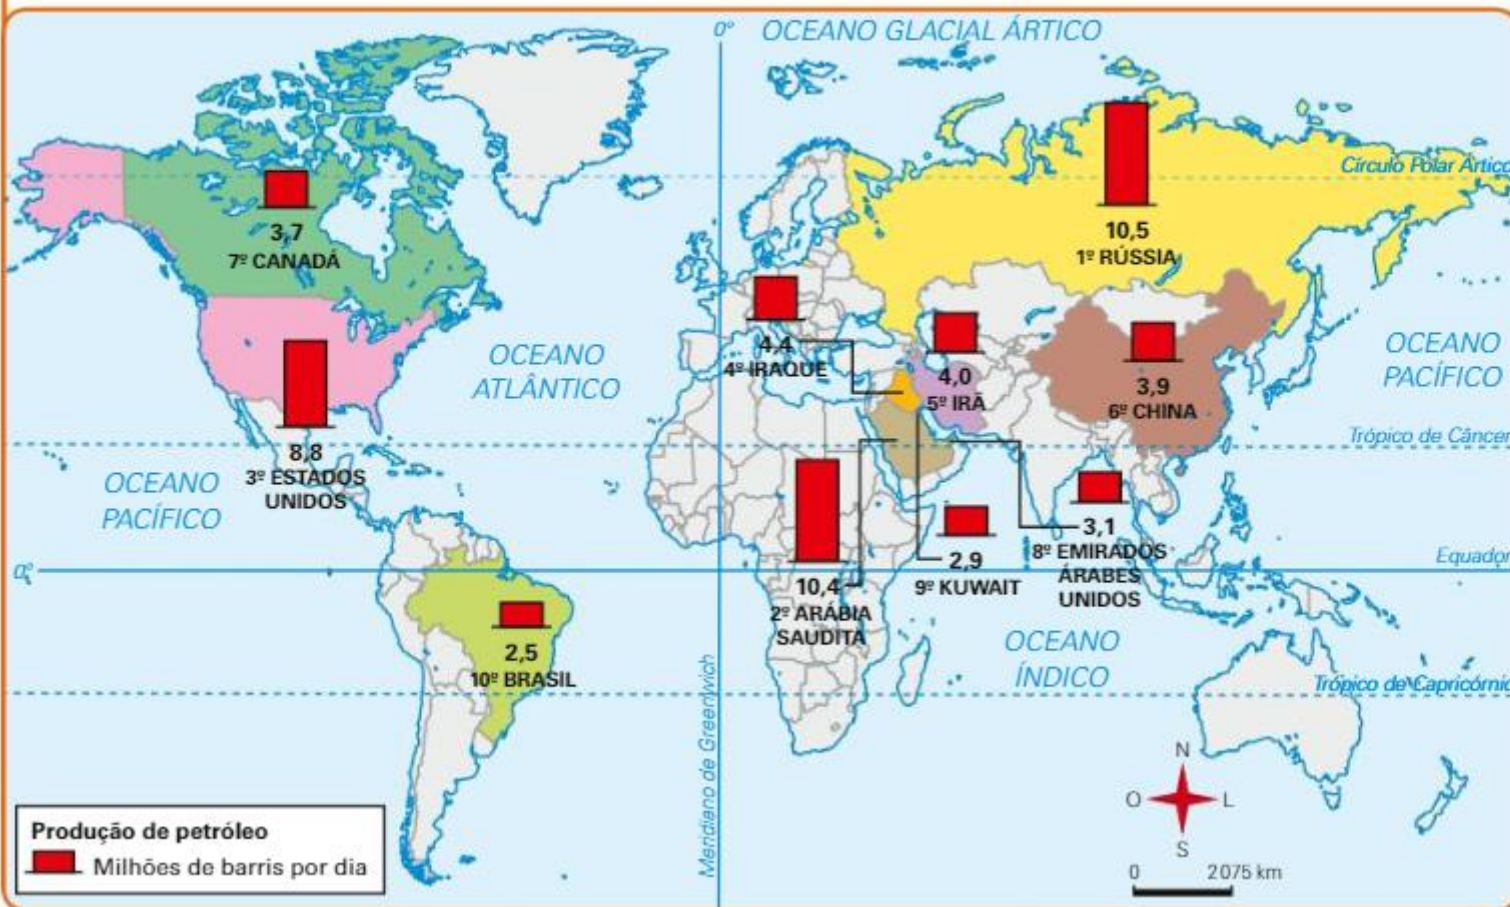 0º
OCEANO GLACIAL ÁRTICO
Círculo Polar Ártico
3,7
7º CANADÁ
10,5
1º RÚSSIA
OCEANO
ATLÂNTICO
4,4
4º IRAQUE
4,0
5º IRÃ
3,9
6º CHINA
OCEANO
PACÍFICO
8,8
3º ESTADOS
UNIDOS
Trópico de Câncer
OCEANO
PACÍFICO
3,1
8º EMIRADOS
ÁRABES
UNIDOS
2,9
9º KUWAIT
10,4
2º ARÁBIA
SAUDITA
0º
Equador
2,5
10º BRASIL
OCEANO
ÍNDICO
Trópico de Capricórnio
Meridiano de Greenwich
N
O
L
S
0
2 075 km
Produção de petróleo
Milhões de barris por dia